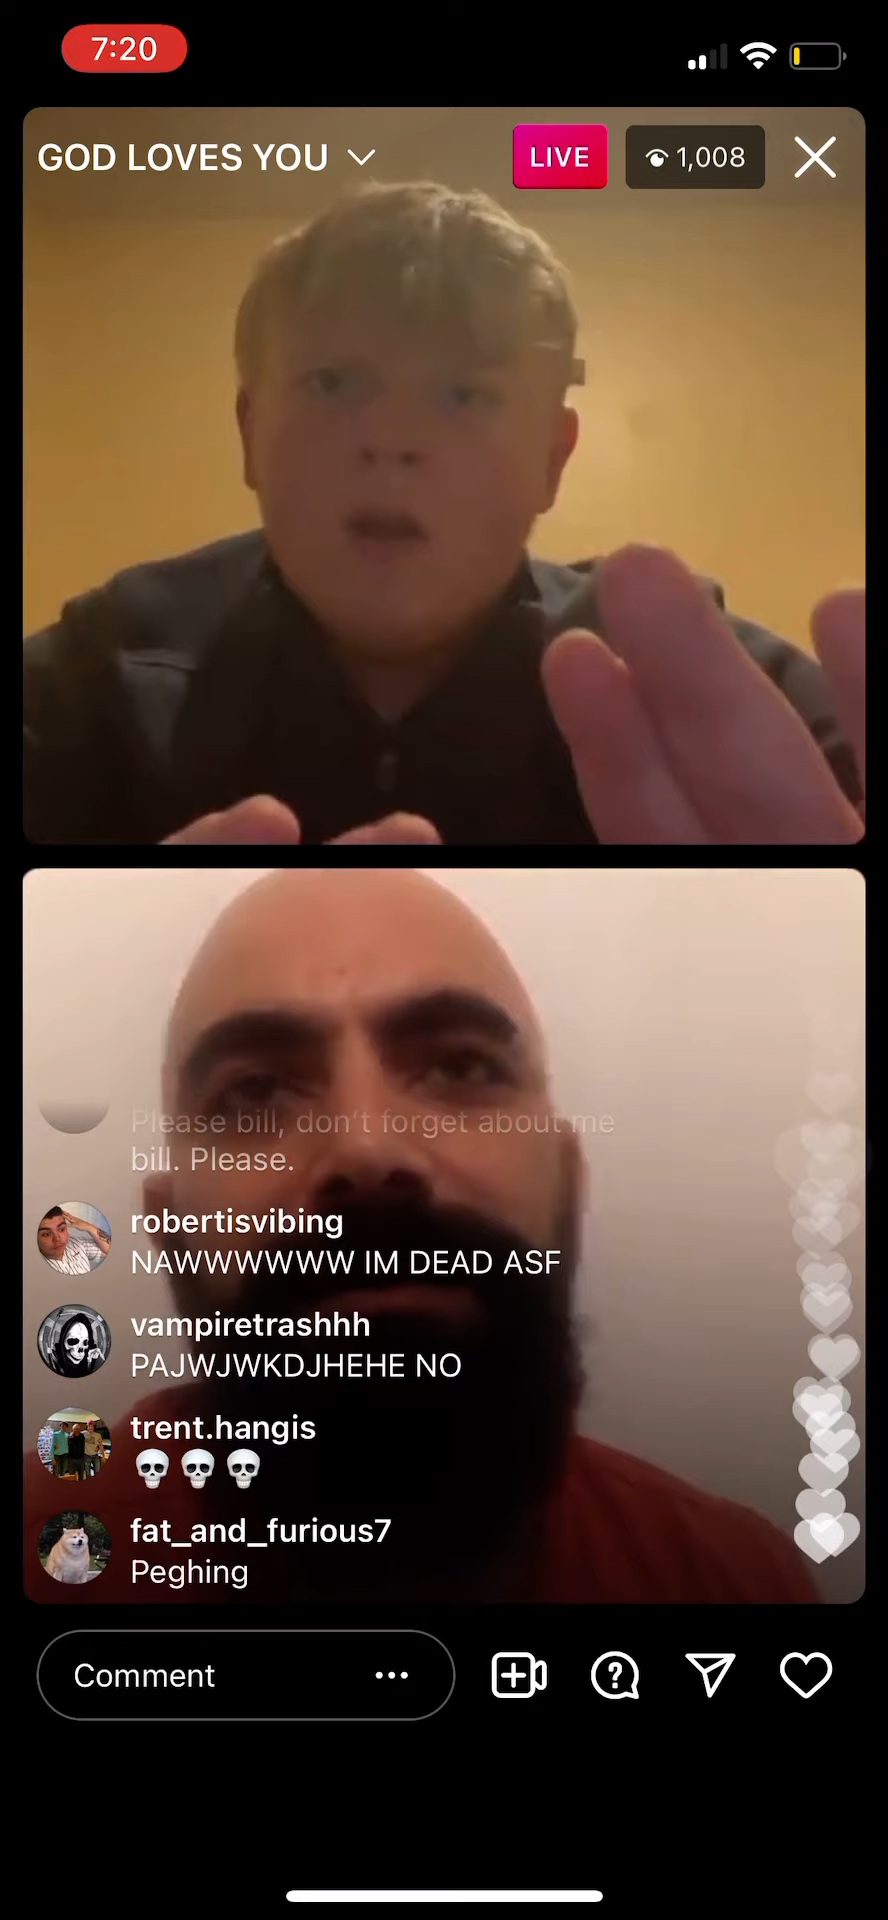 7:20
GOD LOVES YOU
LIVE
1,008
Please bill, don't forget about me
bill. Please.
robertisvibing
NAWWWWWW IM DEAD ASF
vampiretrashhh
PAJWJWKDJHEHE NO
trent.hangis
💀💀💀
fat_and_furious7
Peghing
Comment